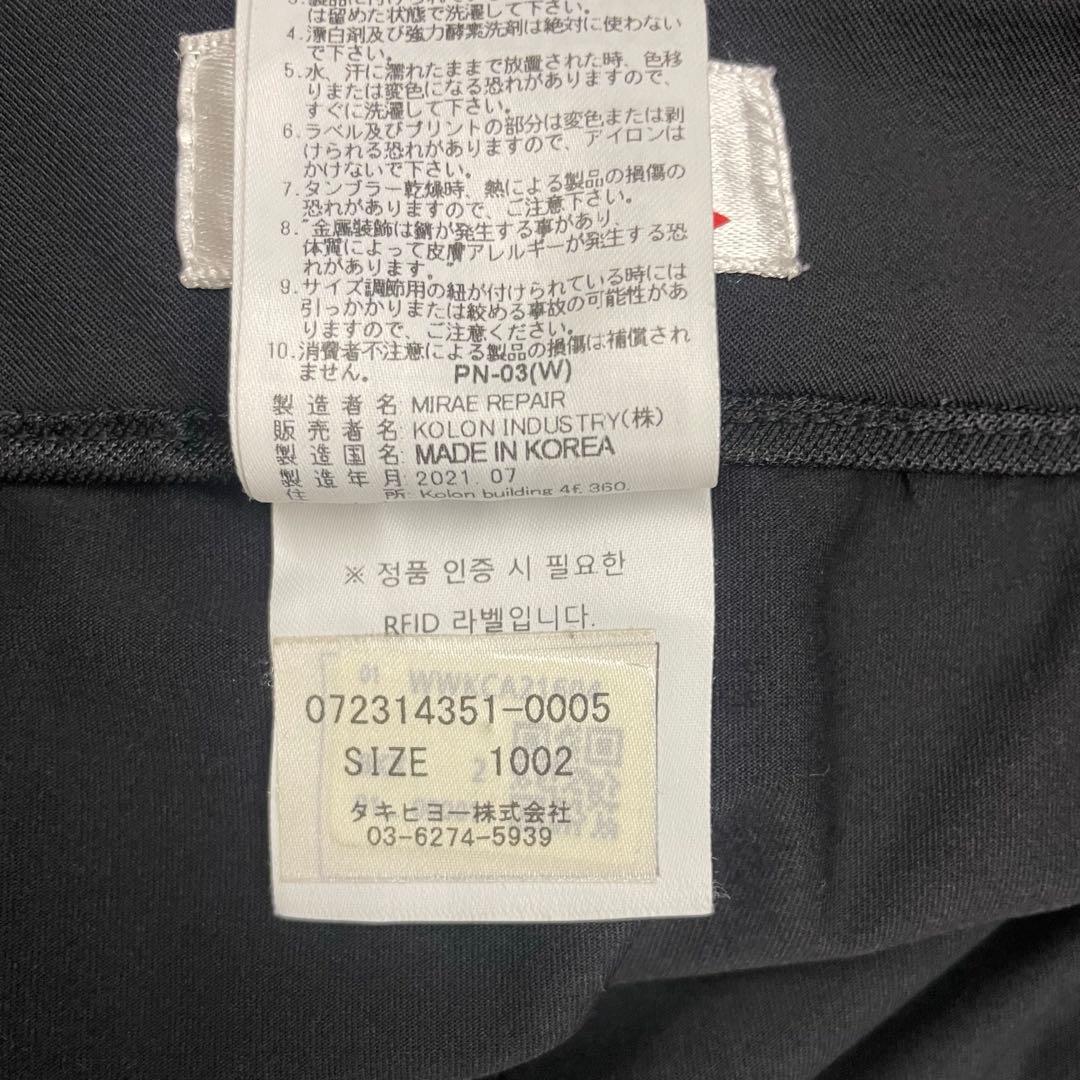 は留めた状態で洗濯して下さい。
4.漂白剤及び強力酵素洗剤は絶対に使わない
で下さい。
5.水、汗に濡れたままで放置された時、色移
りまたは変色になる恐れがありますので、
すぐに洗濯して下さい。
6.ラベル及びプリントの部分は変色または剥
げられる恐れがありますので、アイロンは
かけないで下さい。
7.タンブラー乾燥時、熱による製品の損傷の
恐れがありますので、ご注意下さい。
8."金属装飾は錆が発生する事があり、
体質によって皮膚アレルギーが発生する恐
れがあります。"
9.サイズ調節用の紐が付けられている時には
引っかかりまたは絞める事故の可能性があ
りますので、ご注意ください。
10.消費者不注意による製品の損傷は補償され
ません。 PN-03(W)
製造者名 MIRAE REPAIR
販売者名: KOLON INDUSTRY(株)
製造国名: MADE IN KOREA
製造年月: 2021. 07
住 所: Kolon building 4f, 360,
※ 정품 인증 시 필요한
RFID 라벨입니다.
01
072314351-0005
SIZE 1002
2
タキヒヨー株式会社
03-6274-5939